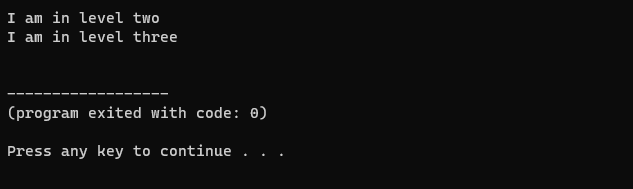 I am in level two
I am in level three
------------------
(program exited with code: 0)
Press any key to continue . . .